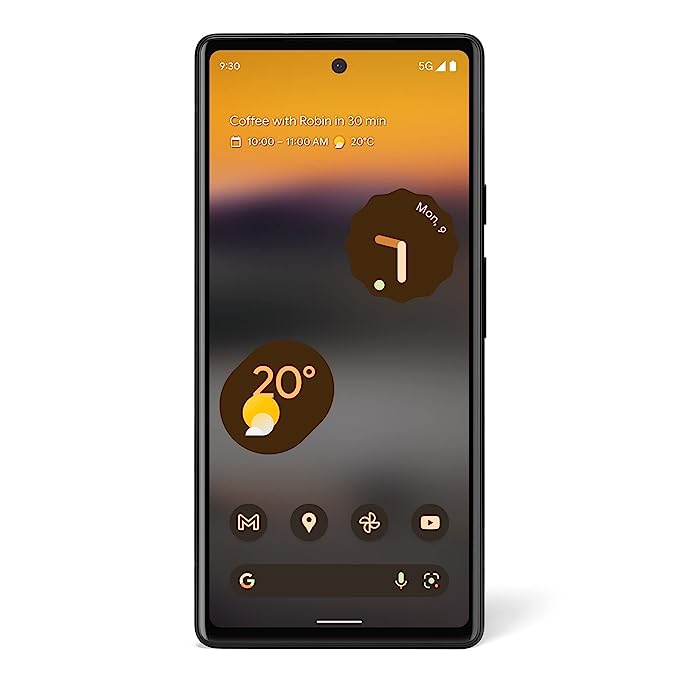 9:30 5G
Coffee with Robin in 30 min
10:00 – 11:00 AM 20°C
Mon, 9
20°
G